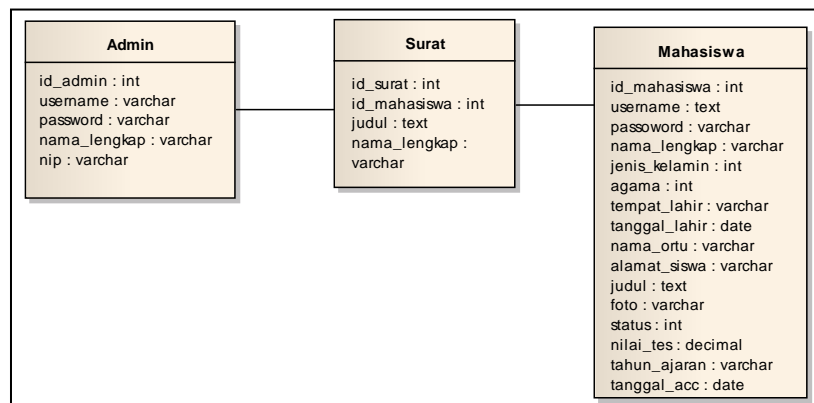 Admin
id_admin : int
username : varchar
password : varchar
nama_lengkap : varchar
nip : varchar
Surat
id_surat : int
id_mahasiswa : int
judul : text
nama_lengkap :
varchar
Mahasiswa
id_mahasiswa : int
username : text
passoword : varchar
nama_lengkap : varchar
jenis_kelamin : int
agama : int
tempat_lahir : varchar
tanggal_lahir : date
nama_ortu : varchar
alamat_siswa : varchar
judul : text
foto : varchar
status : int
nilai_tes : decimal
tahun_ajaran : varchar
tanggal_acc : date